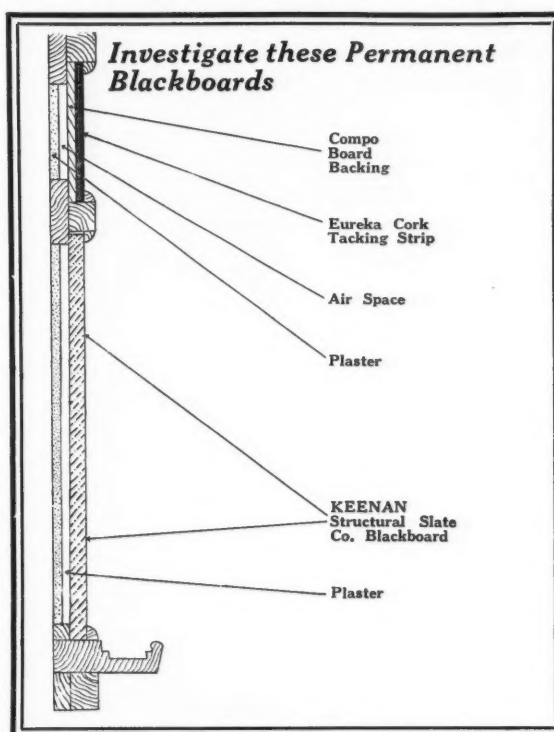 Investigate these Permanent
Blackboards
Compo
Board
Backing
Eureka Cork
Tacking Strip
Air Space
Plaster
KEENAN
Structural Slate
Co. Blackboard
Plaster